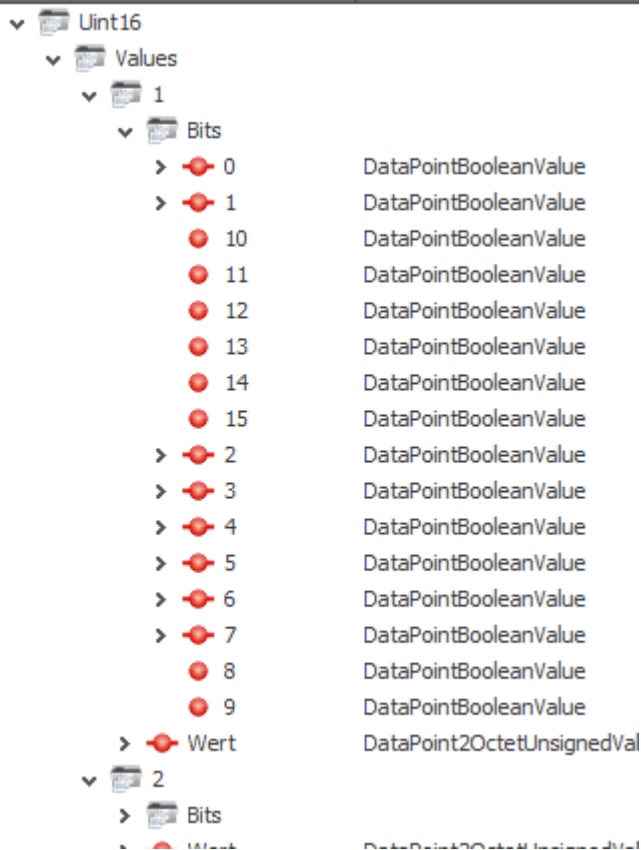 Uint16
Values
1
Bits
0 DataPointBooleanValue
1 DataPointBooleanValue
10 DataPointBooleanValue
11 DataPointBooleanValue
12 DataPointBooleanValue
13 DataPointBooleanValue
14 DataPointBooleanValue
15 DataPointBooleanValue
2 DataPointBooleanValue
3 DataPointBooleanValue
4 DataPointBooleanValue
5 DataPointBooleanValue
6 DataPointBooleanValue
7 DataPointBooleanValue
8 DataPointBooleanValue
9 DataPointBooleanValue
Wert DataPoint2OctetUnsignedVal
2
Bits
Wert DataPoint2OctetUnsignedVal